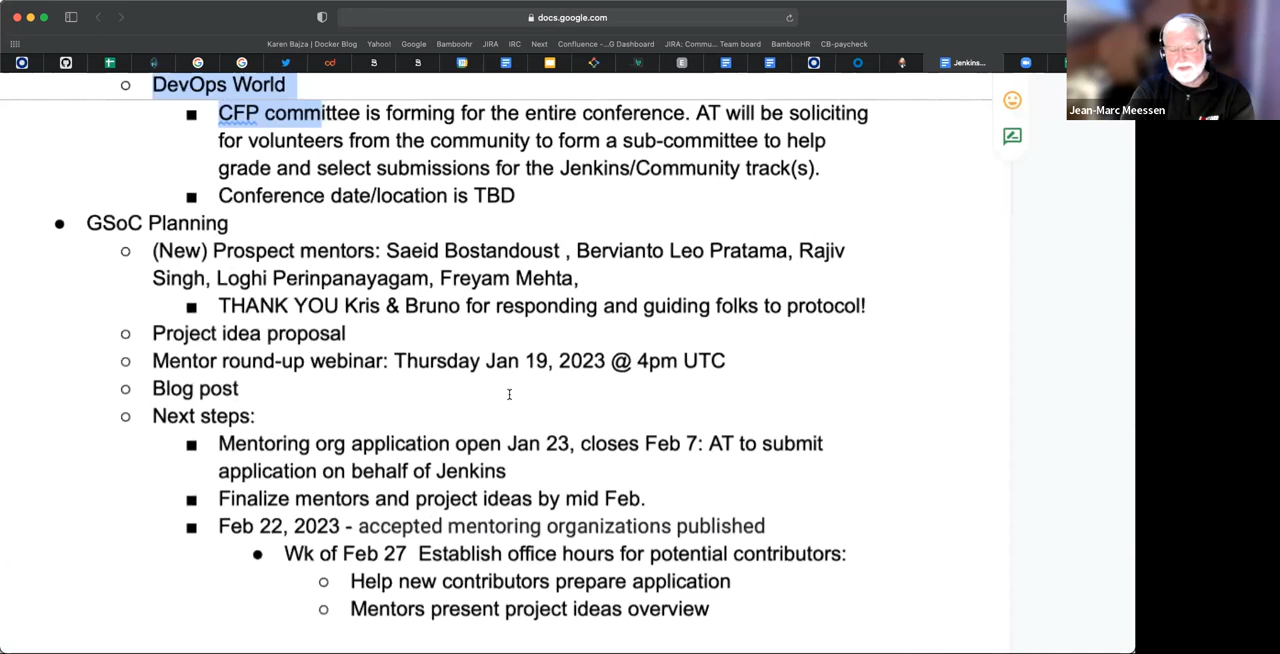 docs.google.com
Karen Bajza | Docker Blog Yahoo! Google Bamboohr JIRA IRC Next Confluence -...G Dashboard JIRA: Commu... Team board BambooHR CB-paycheck
Jenkins...
Jean-Marc Meessen
DevOps World
CFP committee is forming for the entire conference. AT will be soliciting
for volunteers from the community to form a sub-committee to help
grade and select submissions for the Jenkins/Community track(s).
Conference date/location is TBD
GSoC Planning
(New) Prospect mentors: Saeid Bostandoust , Bervianto Leo Pratama, Rajiv
Singh, Loghi Perinpanayagam, Freyam Mehta,
THANK YOU Kris & Bruno for responding and guiding folks to protocol!
Project idea proposal
Mentor round-up webinar: Thursday Jan 19, 2023 @ 4pm UTC
Blog post
Next steps:
Mentoring org application open Jan 23, closes Feb 7: AT to submit
application on behalf of Jenkins
Finalize mentors and project ideas by mid Feb.
Feb 22, 2023 - accepted mentoring organizations published
Wk of Feb 27 Establish office hours for potential contributors:
Help new contributors prepare application
Mentors present project ideas overview